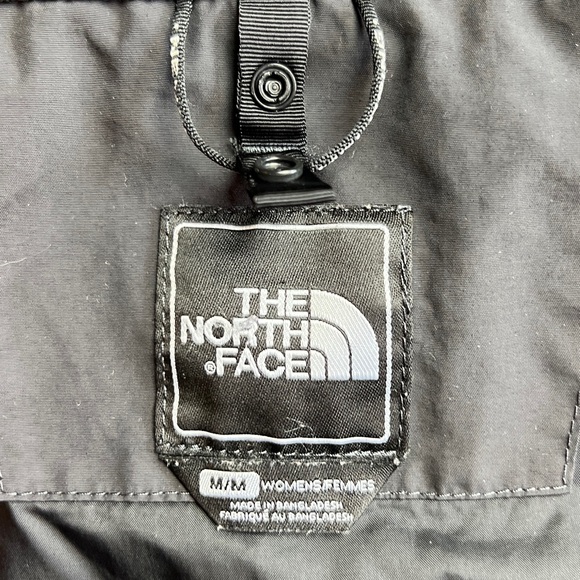 THE
NORTH
®FACE
M/M WOMENS/FEMMES
MADE IN BANGLADESH
FABRIQUÉ AU BANGLADESH